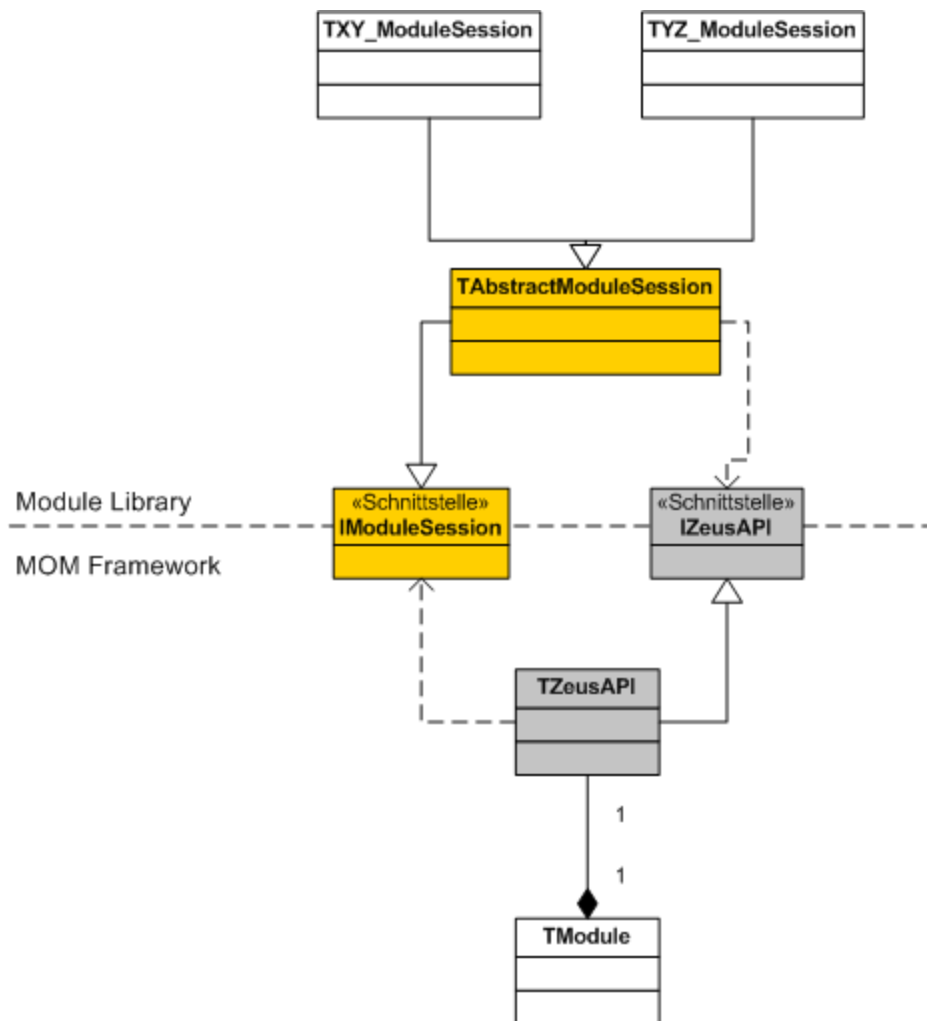 TXY_ModuleSession
TYZ_ModuleSession
TAbstractModuleSession
Module Library
«Schnittstelle»
IModuleSession
«Schnittstelle»
IZeusAPI
MOM Framework
TZeusAPI
1
1
TModule